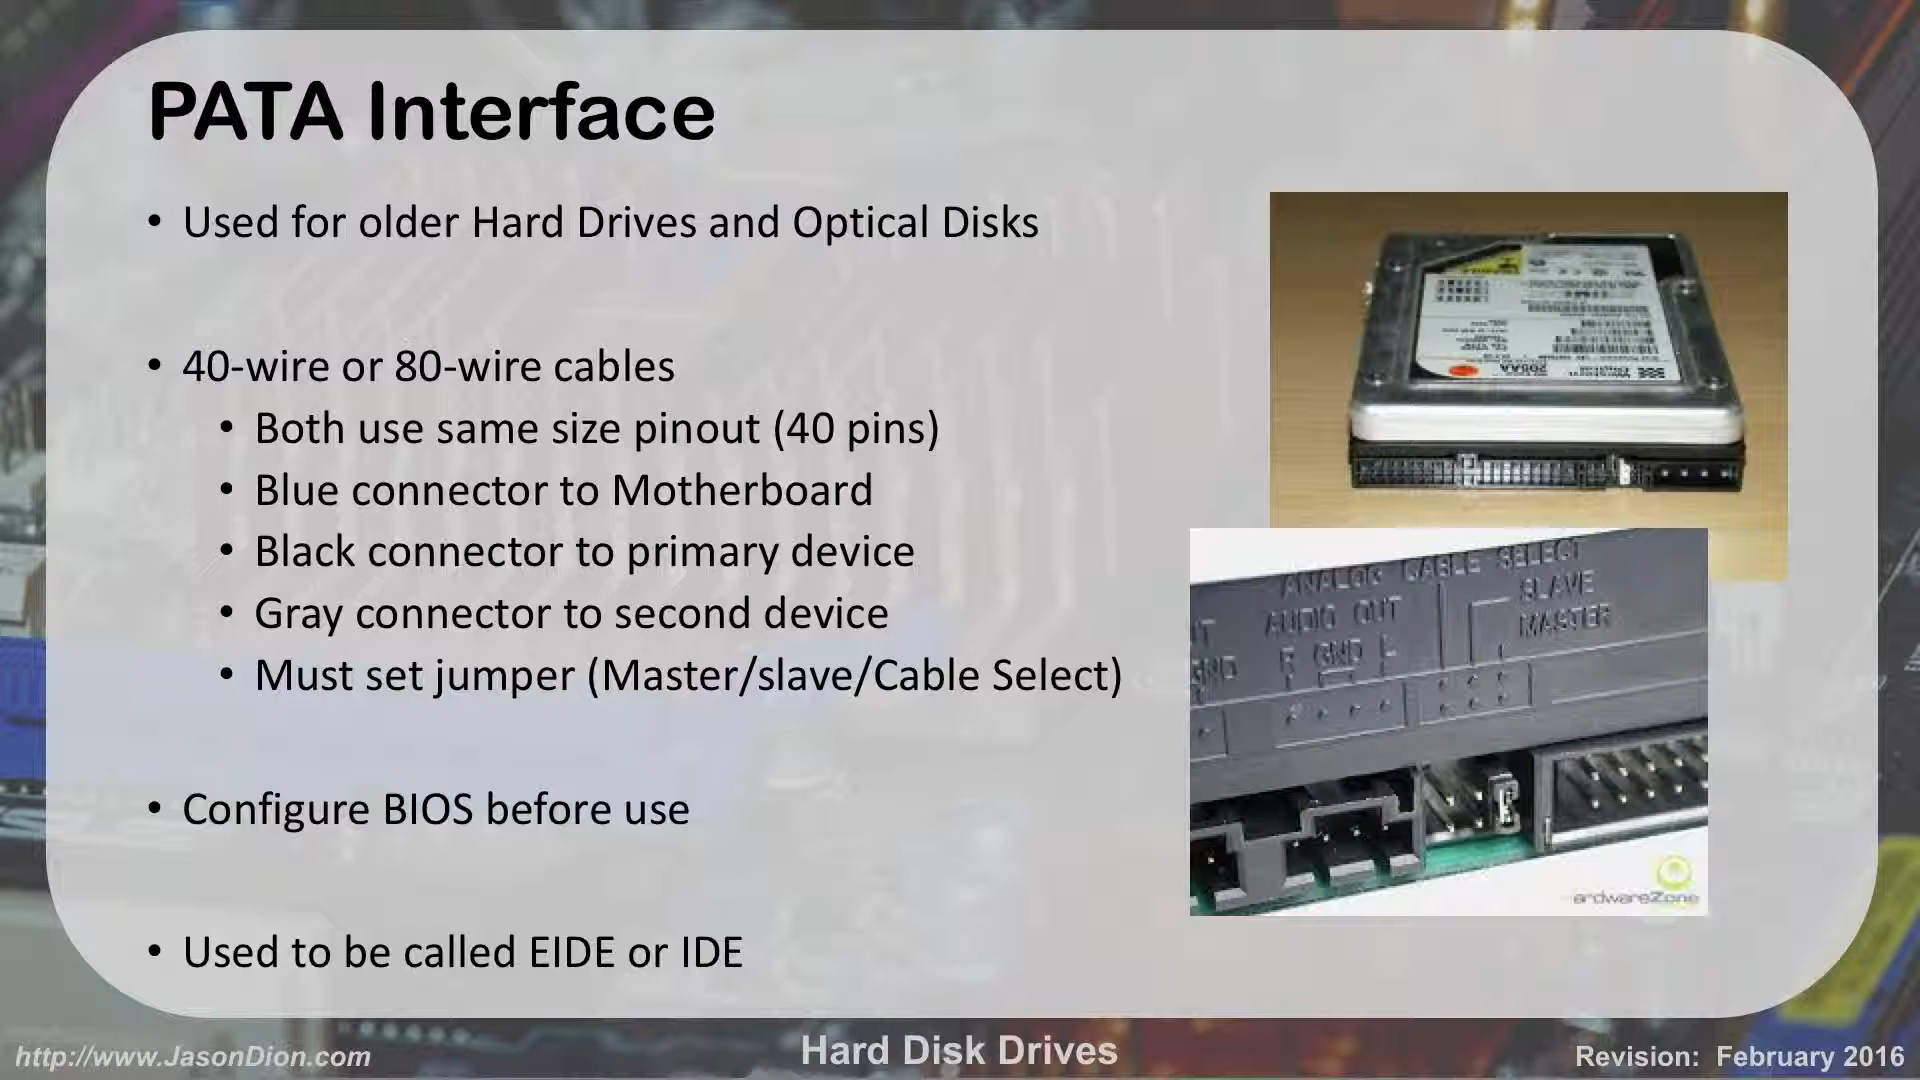 PATA Interface
• Used for older Hard Drives and Optical Disks
• 40-wire or 80-wire cables
• Both use same size pinout (40 pins)
• Blue connector to Motherboard
• Black connector to primary device
• Gray connector to second device
• Must set jumper (Master/slave/Cable Select)
• Configure BIOS before use
• Used to be called EIDE or IDE
ANALOG CABLE SELECT
AUDIO OUT SLAVE
MASTER
R GND L
GND
ardwareZone
http://www.JasonDion.com
Hard Disk Drives
Revision: February 2016